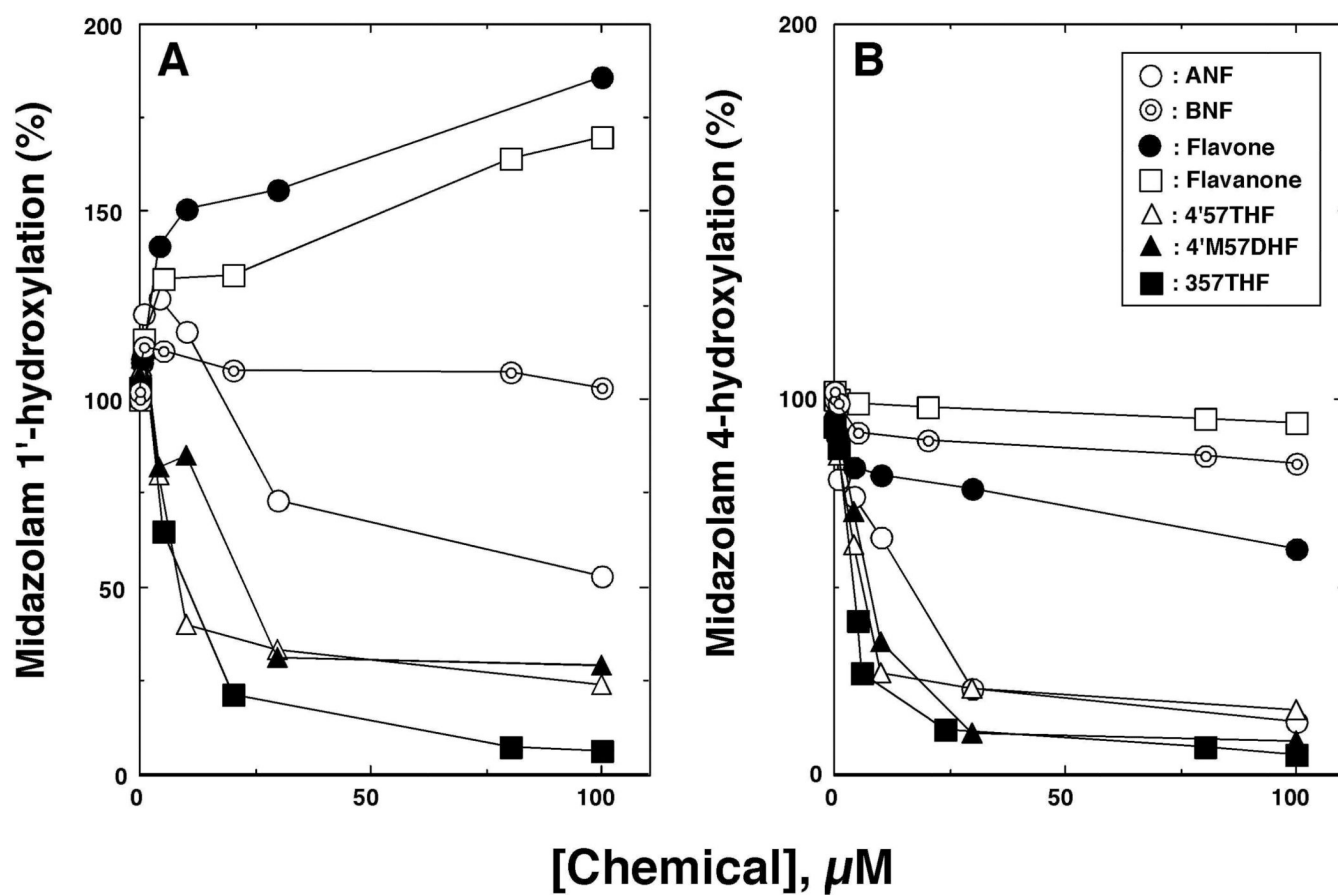 A
Midazolam 1'-hydroxylation (%)
200
150
100
50
0
0
50
100
B
Midazolam 4-hydroxylation (%)
200
100
0
0
50
100
: ANF
: BNF
: Flavone
: Flavanone
: 4'57THF
: 4'M57DHF
: 357THF
[Chemical], µM